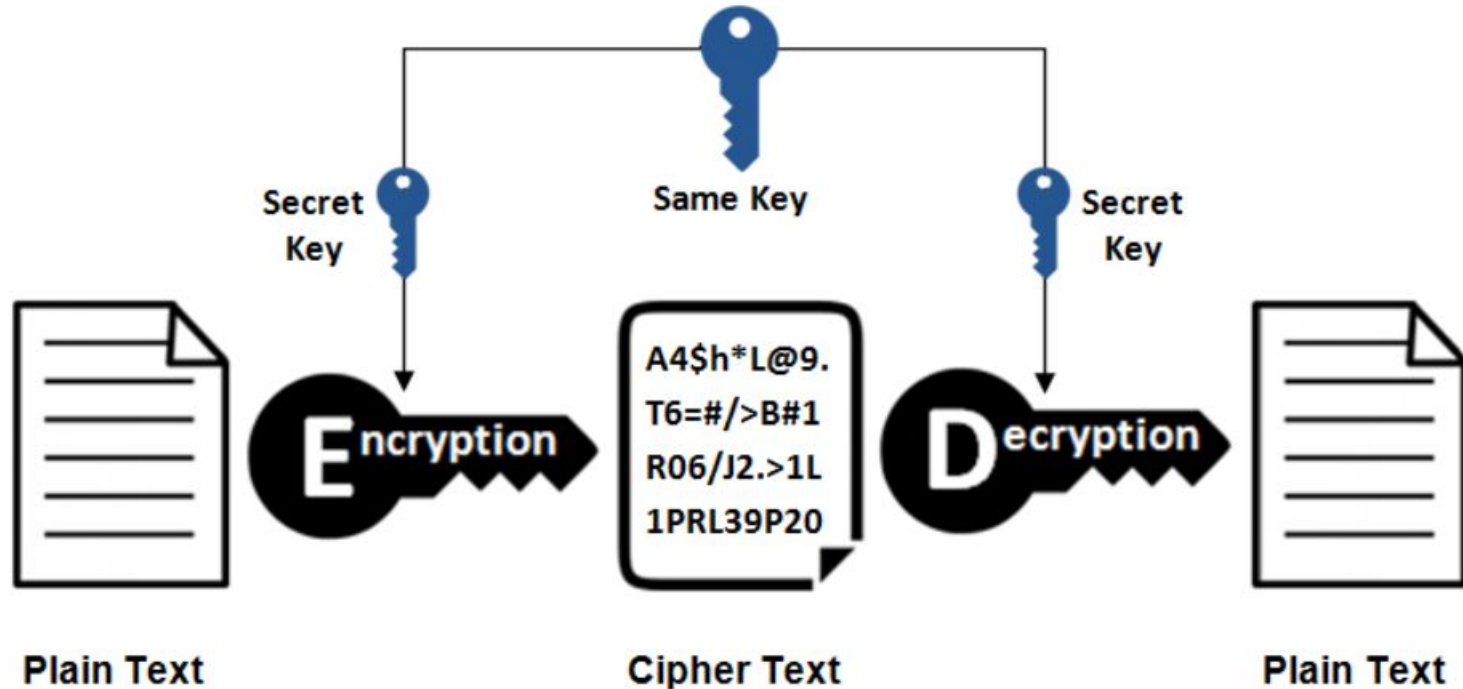 Same Key
Secret
Key
Secret
Key
Encryption
A4$h*L@9.
T6=#/>B#1
R06/J2.>1L
1PRL39P20
Decryption
Plain Text
Cipher Text
Plain Text